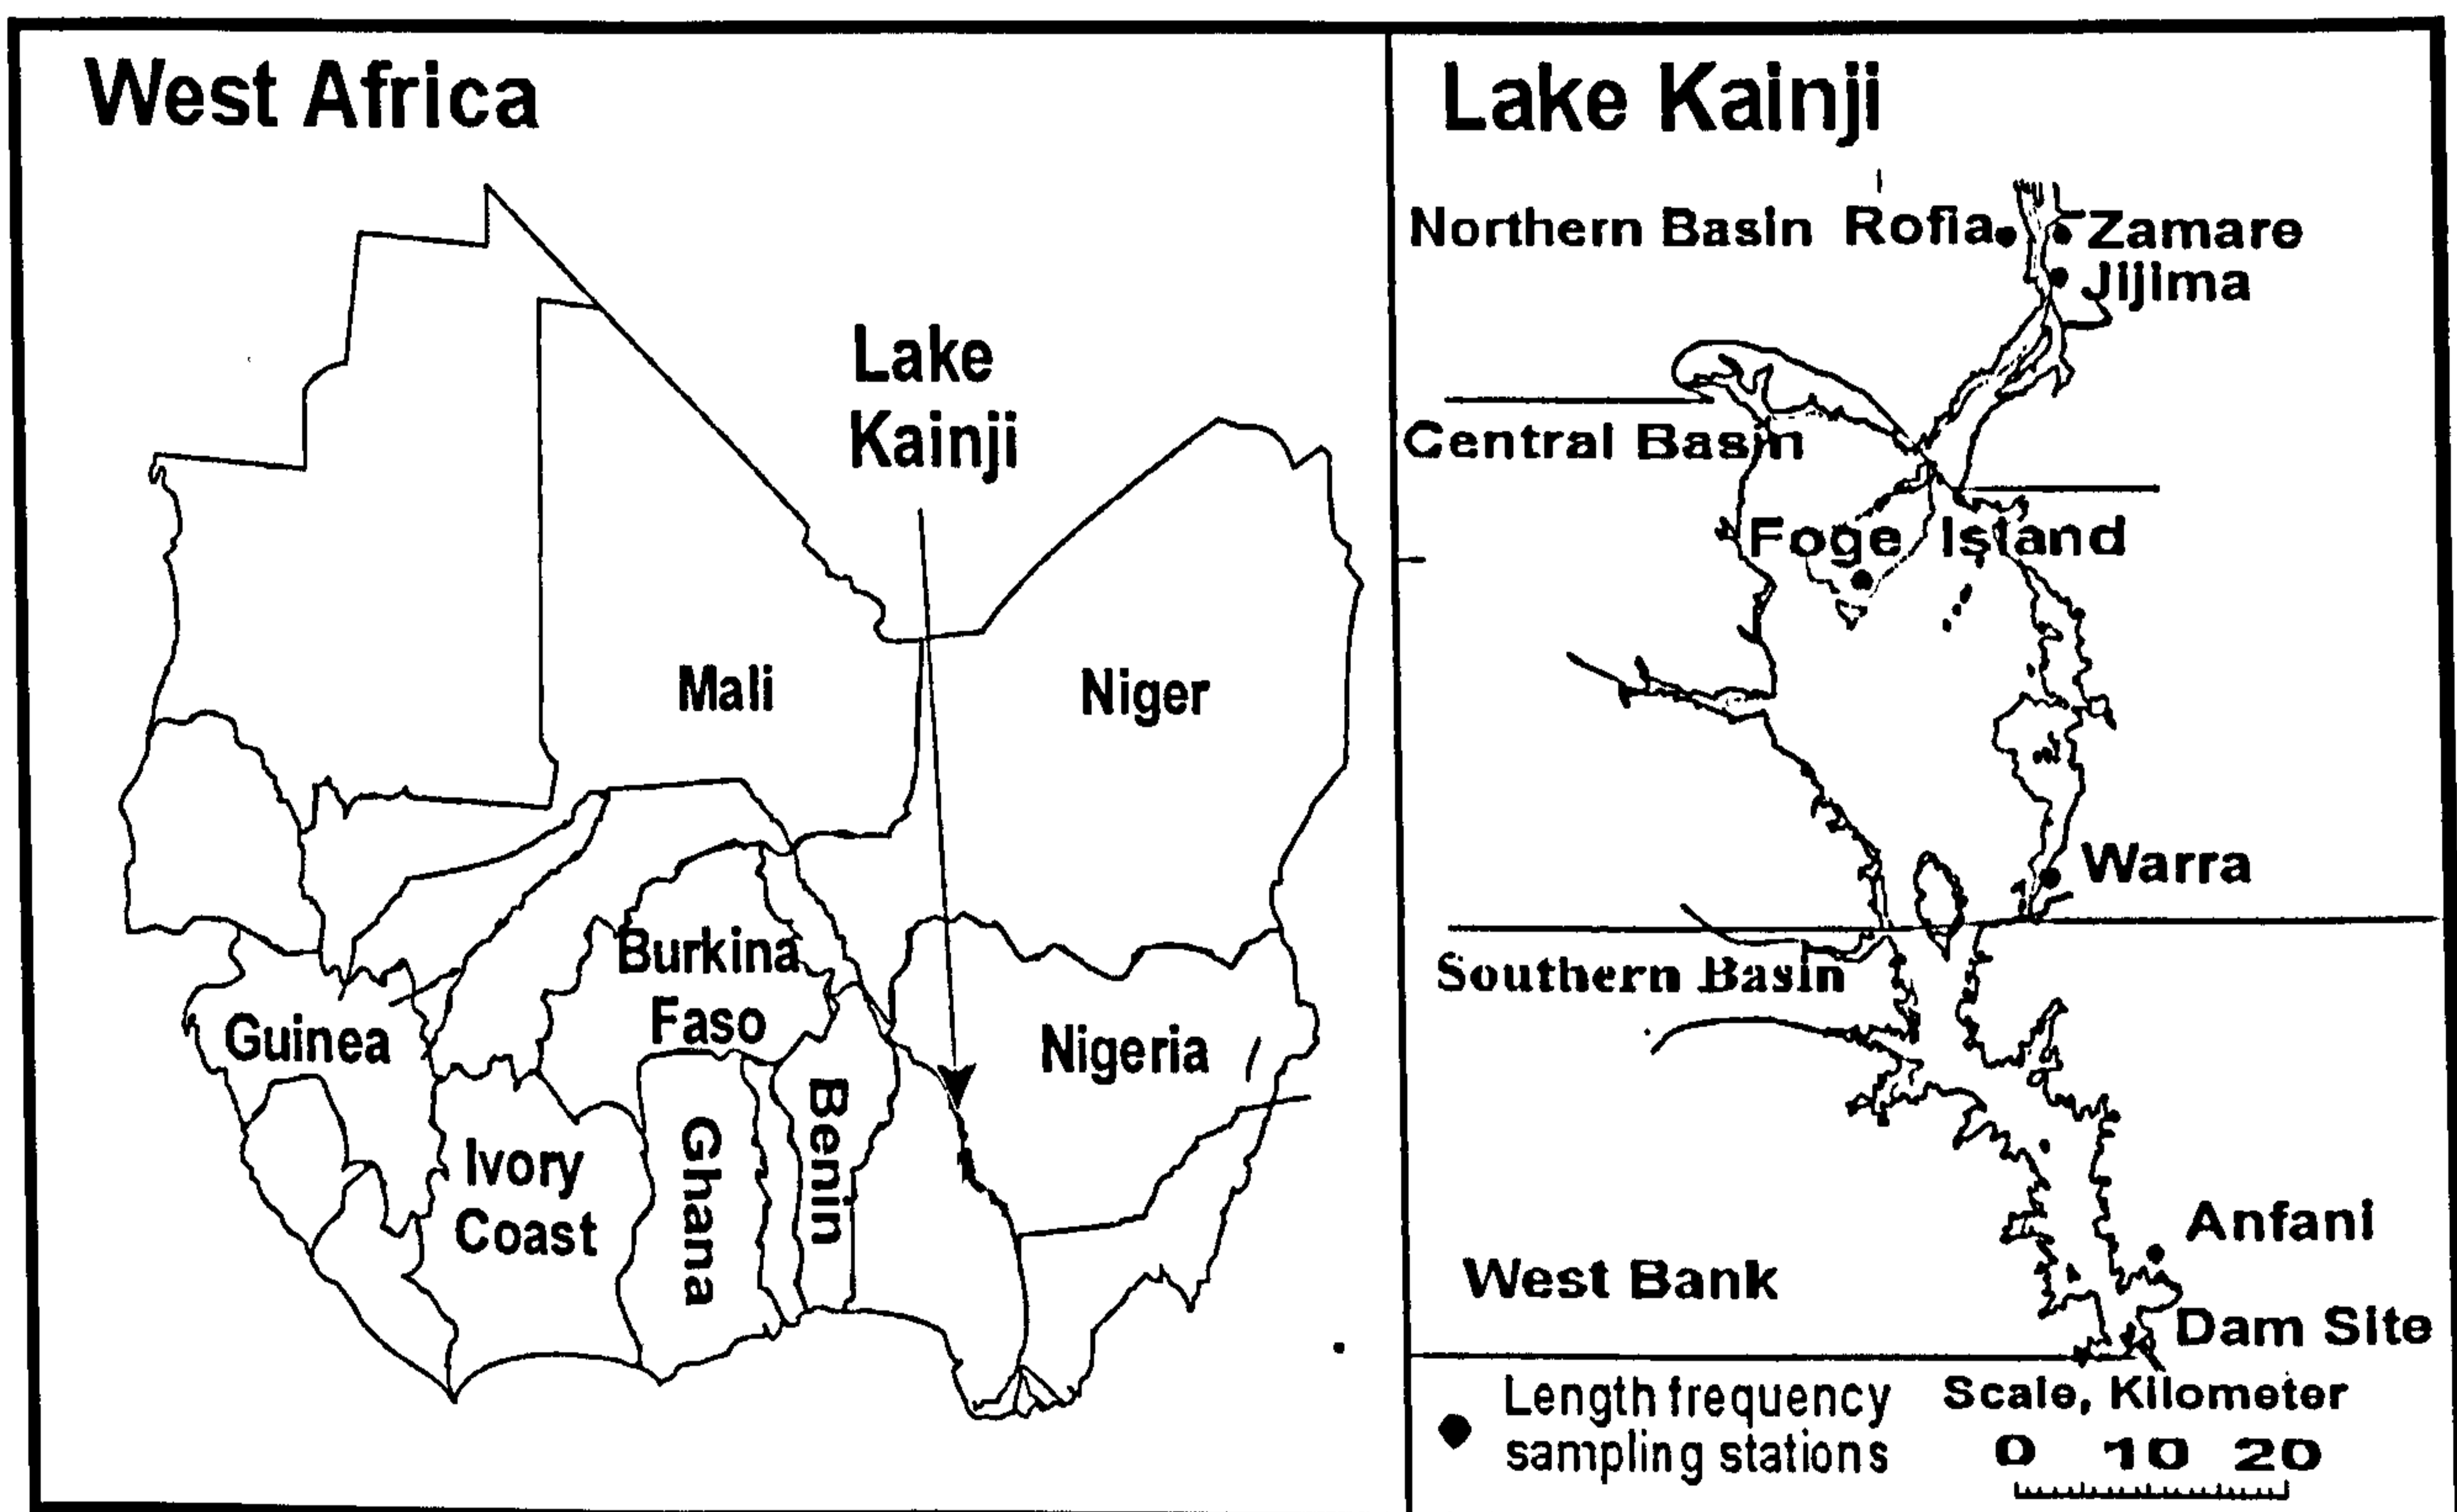 West Africa
Lake
Kainji
Mali
Niger
Burkina
Faso
Guinea
Nigeria
Benin
Ghana
Ivory
Coast
Lake Kainji
Northern Basin Rofia
Zamare
Jijima
Central Basin
Foge Island
Warra
Southern Basin
Anfani
West Bank
Dam Site
Length frequency
sampling stations
Scale, Kilometer
0 10 20